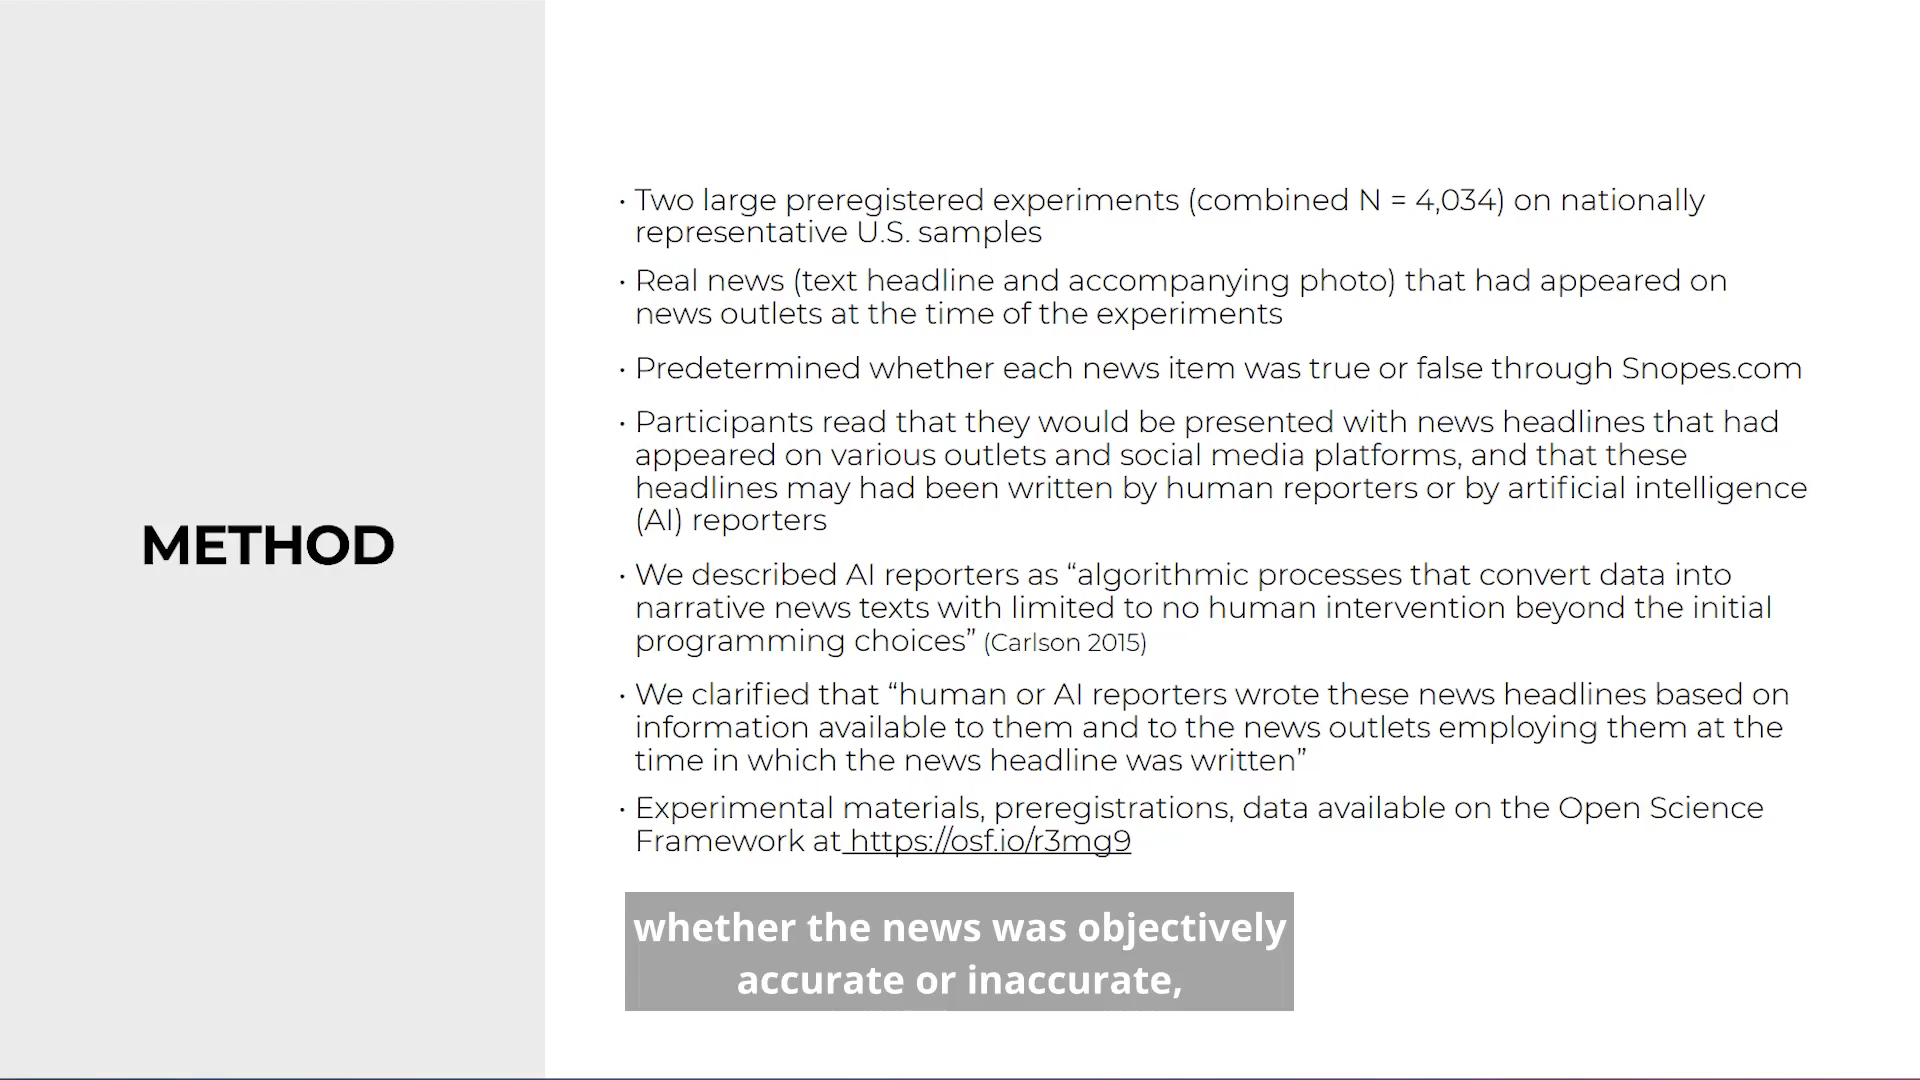 METHOD
· Two large preregistered experiments (combined N = 4,034) on nationally
representative U.S. samples
· Real news (text headline and accompanying photo) that had appeared on
news outlets at the time of the experiments
· Predetermined whether each news item was true or false through Snopes.com
· Participants read that they would be presented with news headlines that had
appeared on various outlets and social media platforms, and that these
headlines may had been written by human reporters or by artificial intelligence
(AI) reporters
· We described AI reporters as “algorithmic processes that convert data into
narrative news texts with limited to no human intervention beyond the initial
programming choices” (Carlson 2015)
· We clarified that “human or AI reporters wrote these news headlines based on
information available to them and to the news outlets employing them at the
time in which the news headline was written”
· Experimental materials, preregistrations, data available on the Open Science
Framework at https://osf.io/r3mg9
whether the news was objectively
accurate or inaccurate,